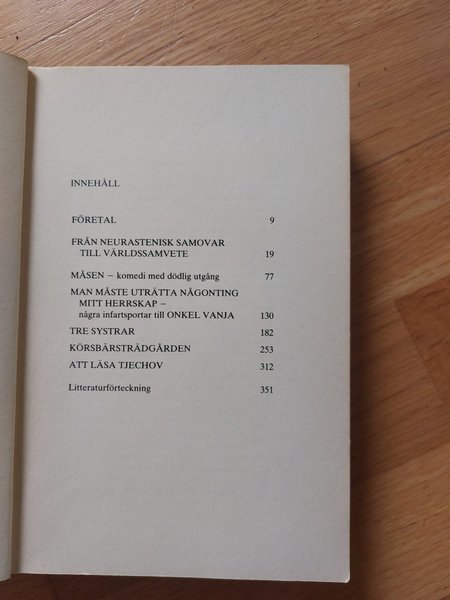 INNEHÅLL
FÖRETAL 9
FRÅN NEURASTENISK SAMOVAR
TILL VÄRLDSSAMVETE 19
MÅSEN – komedi med dödlig utgång 77
MAN MÅSTE UTRÄTTA NÅGONTING
MITT HERRSKAP –
några infartsportar till ONKEL VANJA 130
TRE SYSTRAR 182
KÖRSBÄRSTRÄDGÅRDEN 253
ATT LÄSA TJECHOV 312
Litteraturförteckning 351